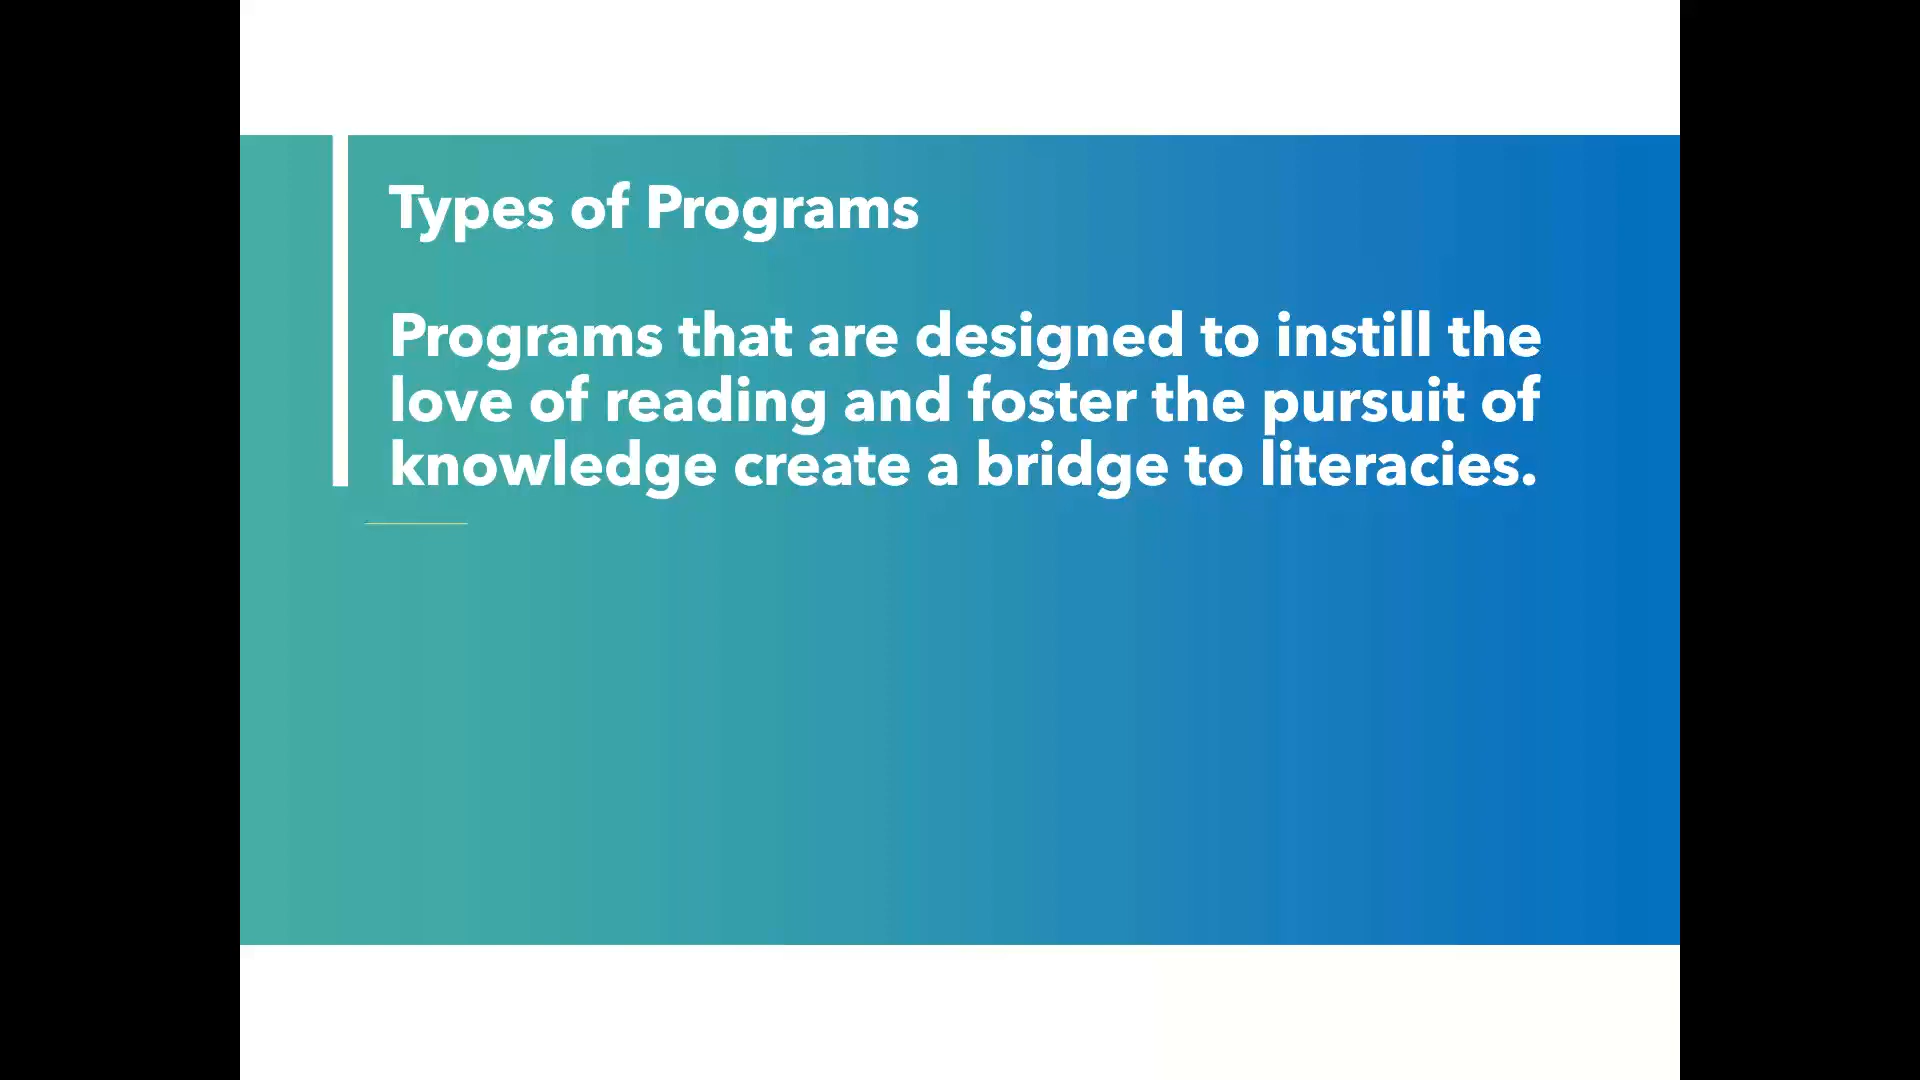 Types of Programs
Programs that are designed to instill the
love of reading and foster the pursuit of
knowledge create a bridge to literacies.